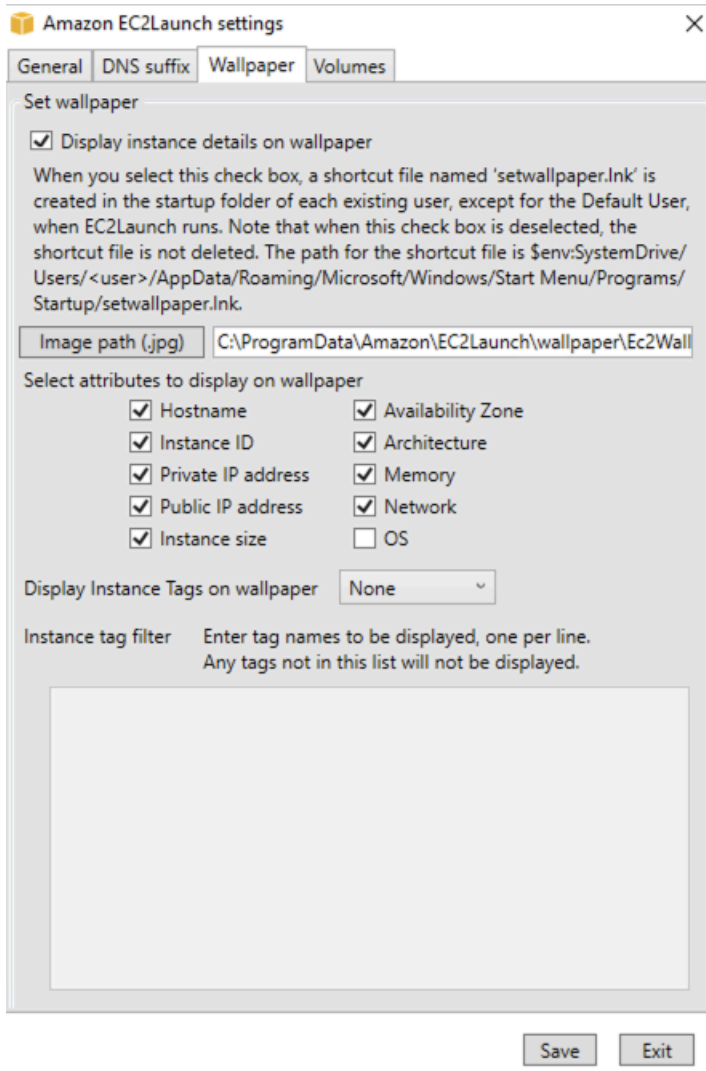 Amazon EC2Launch settings
General DNS suffix Wallpaper Volumes
Set wallpaper
Display instance details on wallpaper
When you select this check box, a shortcut file named 'setwallpaper.lnk' is
created in the startup folder of each existing user, except for the Default User,
when EC2Launch runs. Note that when this check box is deselected, the
shortcut file is not deleted. The path for the shortcut file is $env:SystemDrive/
Users/<user>/AppData/Roaming/Microsoft/Windows/Start Menu/Programs/
Startup/setwallpaper.lnk.
Image path (.jpg) C:\ProgramData\Amazon\EC2Launch\wallpaper\Ec2Wall
Select attributes to display on wallpaper
Hostname Availability Zone
Instance ID Architecture
Private IP address Memory
Public IP address Network
Instance size OS
Display Instance Tags on wallpaper None
Instance tag filter Enter tag names to be displayed, one per line.
Any tags not in this list will not be displayed.
Save Exit